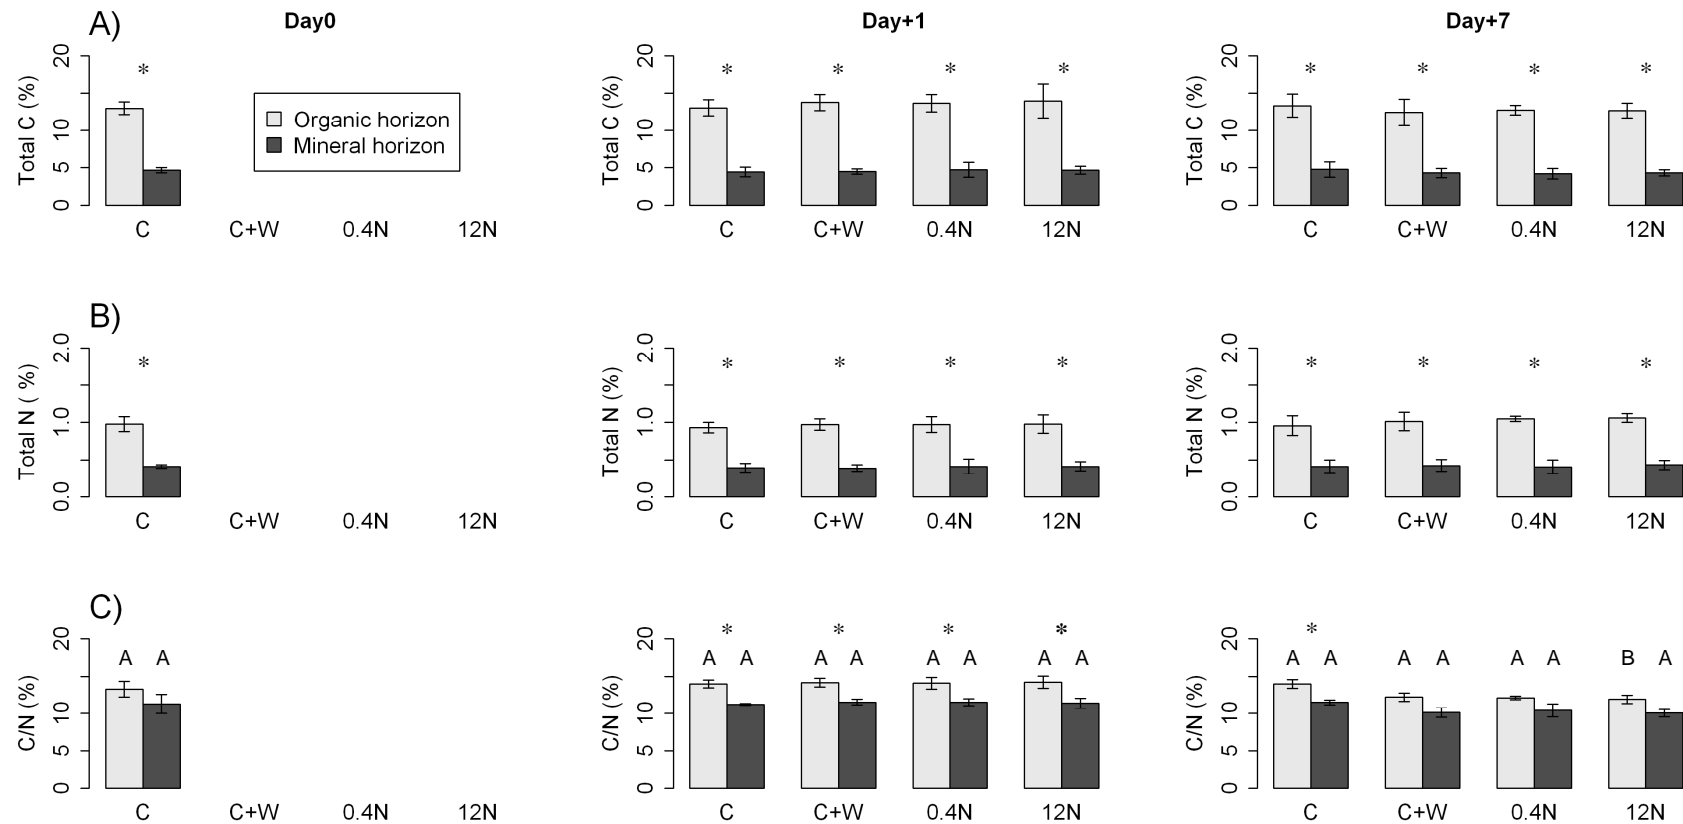 A) Day0 Day+1 Day+7
Total C (%) 0 5 10 20 * Organic horizon Mineral horizon C C+W 0.4N 12N
Total C (%) 0 5 10 20 * * * * C C+W 0.4N 12N
Total C (%) 0 5 10 20 * * * * C C+W 0.4N 12N
B)
Total N ( %) 0.0 1.0 2.0 * C C+W 0.4N 12N
Total N (%) 0.0 1.0 2.0 * * * * C C+W 0.4N 12N
Total N (%) 0.0 1.0 2.0 * * * * C C+W 0.4N 12N
C)
C/N (%) 0 5 10 20 A A C C+W 0.4N 12N
C/N (%) 0 5 10 20 * * * * A A A A A A A A C C+W 0.4N 12N
C/N (%) 0 5 10 20 * A A A A A A B A C C+W 0.4N 12N